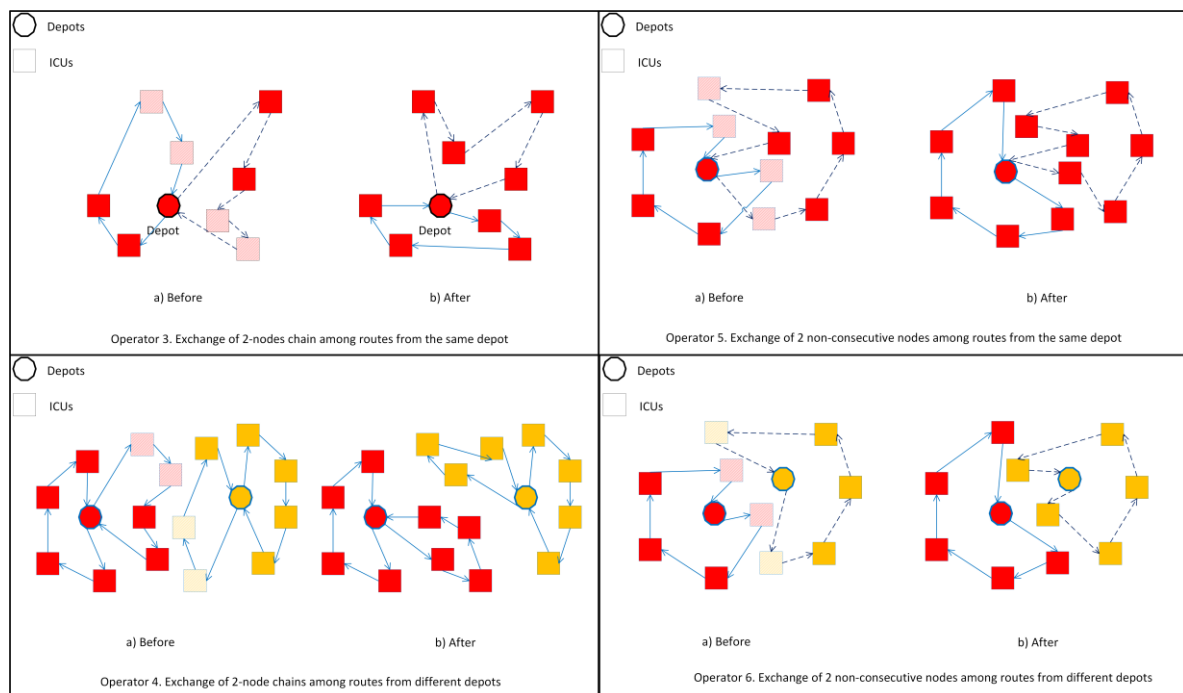 Depots
ICUs
Depot
Depot
a) Before
b) After
Operator 3. Exchange of 2-nodes chain among routes from the same depot
Depots
ICUs
a) Before
b) After
Operator 5. Exchange of 2 non-consecutive nodes among routes from the same depot
Depots
ICUs
a) Before
b) After
Operator 4. Exchange of 2-node chains among routes from different depots
Depots
ICUs
a) Before
b) After
Operator 6. Exchange of 2 non-consecutive nodes among routes from different depots